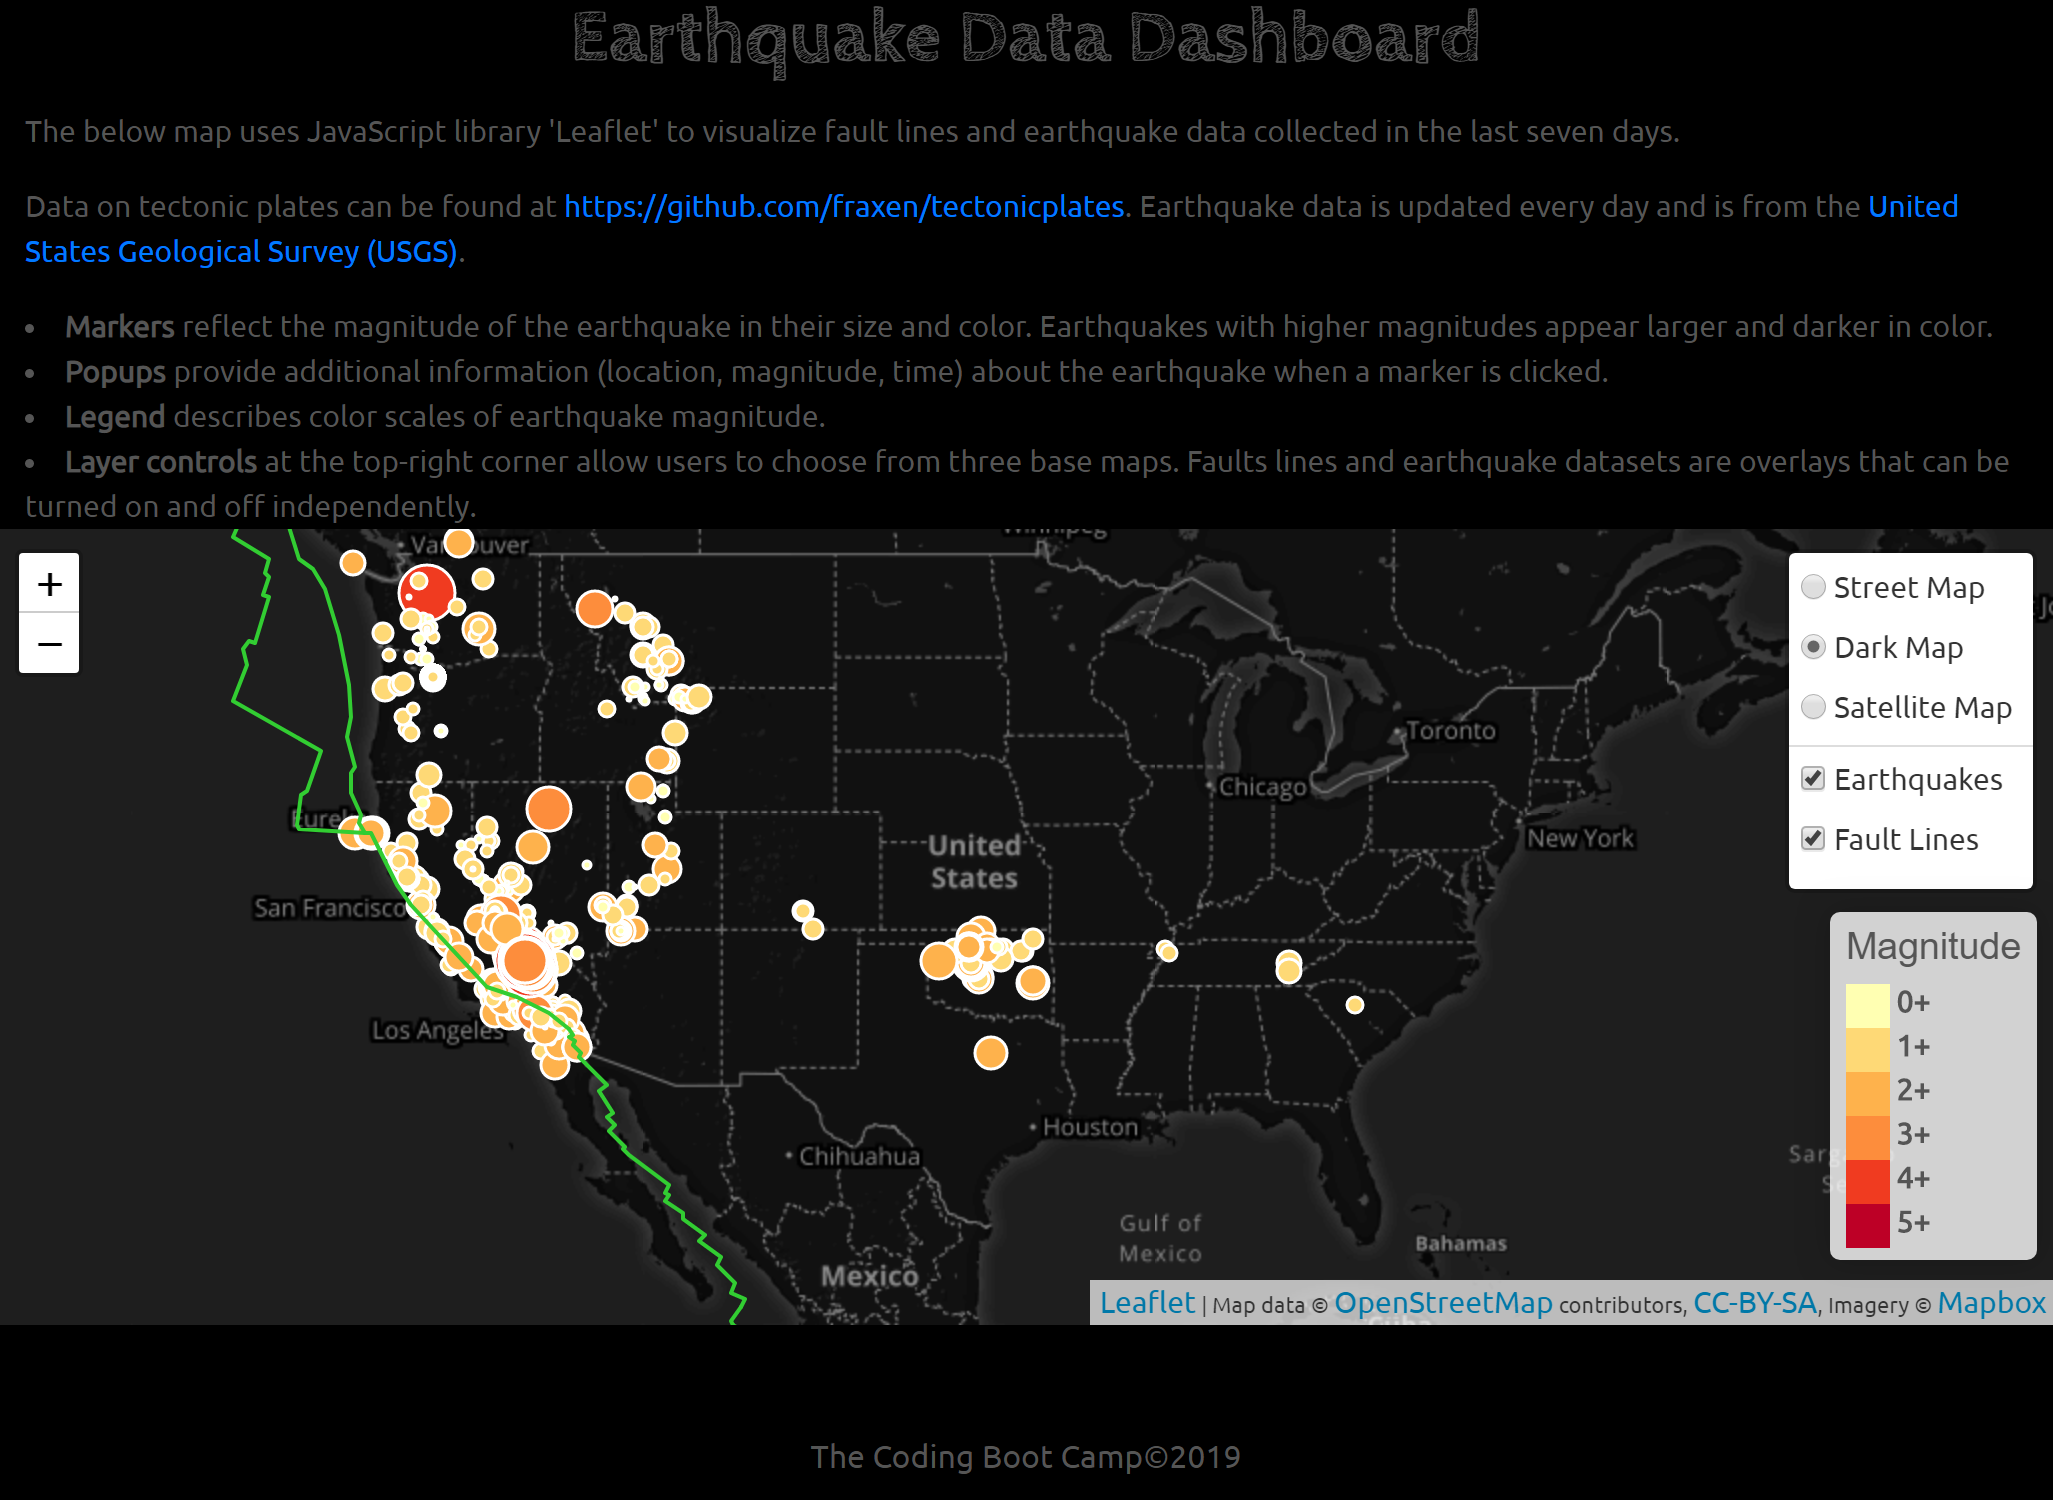 Earthquake Data Dashboard
The below map uses JavaScript library 'Leaflet' to visualize fault lines and earthquake data collected in the last seven days.
Data on tectonic plates can be found at https://github.com/fraxen/tectonicplates. Earthquake data is updated every day and is from the United
States Geological Survey (USGS).
• Markers reflect the magnitude of the earthquake in their size and color. Earthquakes with higher magnitudes appear larger and darker in color.
• Popups provide additional information (location, magnitude, time) about the earthquake when a marker is clicked.
• Legend describes color scales of earthquake magnitude.
• Layer controls at the top-right corner allow users to choose from three base maps. Faults lines and earthquake datasets are overlays that can be
turned on and off independently.
+
−
Winnipeg
Vancouver
Street Map
Dark Map
Satellite Map
Earthquakes
Fault Lines
Toronto
Chicago
New York
United
States
San Francisco
Los Angeles
Houston
Chihuahua
Gulf of
Mexico
Bahamas
Mexico
Magnitude
0+
1+
2+
3+
4+
5+
Leaflet | Map data © OpenStreetMap contributors, CC-BY-SA, Imagery © Mapbox
The Coding Boot Camp©2019